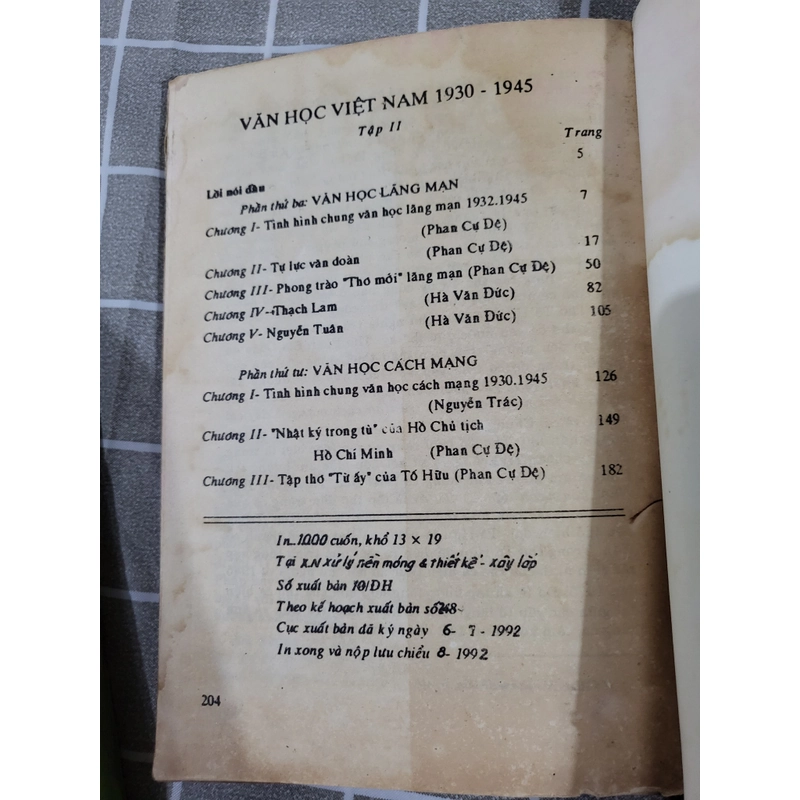 VĂN HỌC VIỆT NAM 1930 - 1945
Tập II
Trang
Lời nói đầu 5
Phần thứ ba: VĂN HỌC LÃNG MẠN
Chương I- Tình hình chung văn học lãng mạn 1932.1945 7
(Phan Cự Đệ)
Chương II- Tự lực văn đoàn (Phan Cự Đệ) 17
Chương III- Phong trào "Thơ mới" lãng mạn (Phan Cự Đệ) 50
Chương IV- Thạch Lam (Hà Văn Đức) 82
Chương V- Nguyễn Tuân (Hà Văn Đức) 105
Phần thứ tư: VĂN HỌC CÁCH MẠNG
Chương I- Tình hình chung văn học cách mạng 1930.1945 126
(Nguyễn Trác)
Chương II- "Nhật ký trong tù" của Hồ Chủ tịch 149
Hồ Chí Minh (Phan Cự Đệ)
Chương III- Tập thơ "Từ ấy" của Tố Hữu (Phan Cự Đệ) 182
In 1000 cuốn, khổ 13 × 19
Tại X.N xử lý nền móng & thiết kế - xây lắp
Số xuất bản 10/ĐH
Theo kế hoạch xuất bản số
Cục xuất bản đã ký ngày 6- 7 - 1992
In xong và nộp lưu chiểu 8- 1992
204